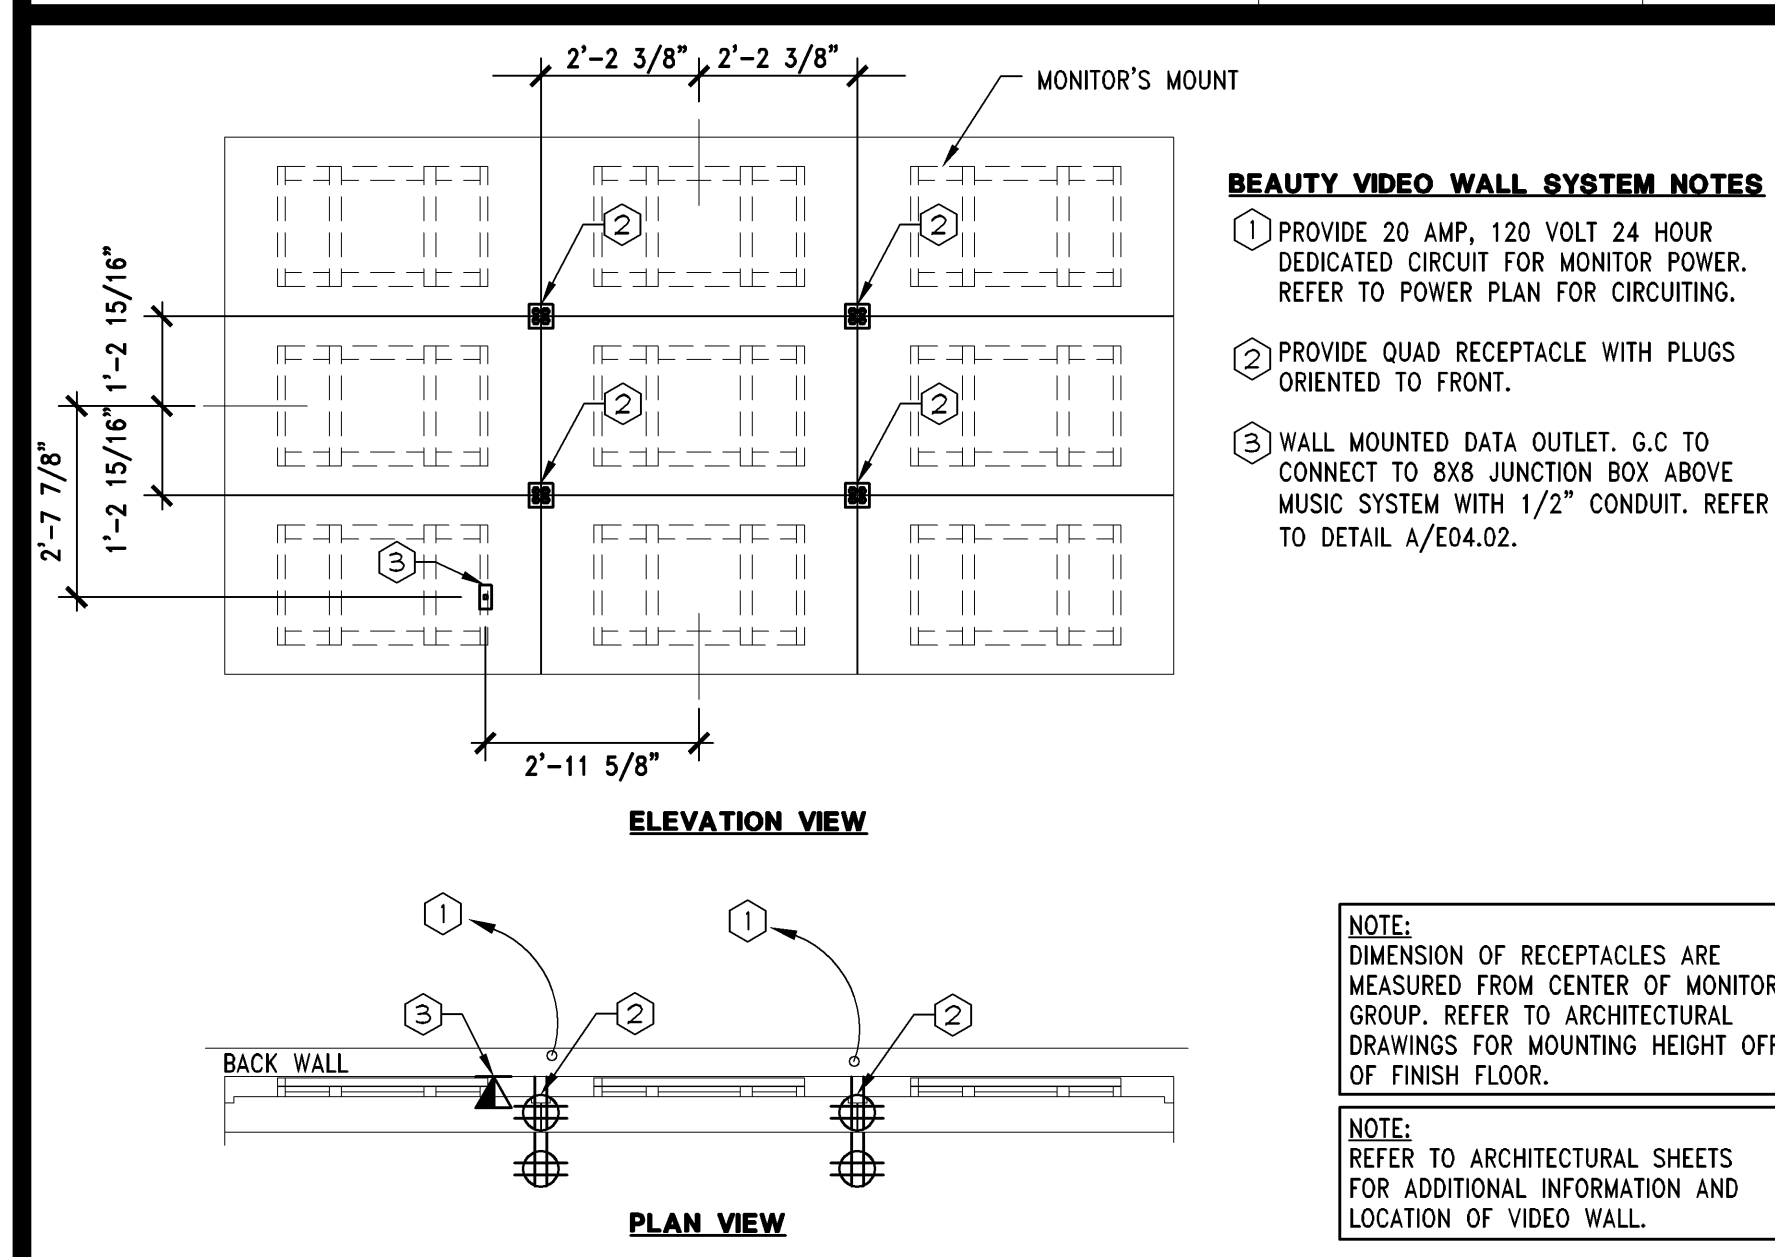 2'-2 3/8" 2'-2 3/8"
MONITOR'S MOUNT
2
2
1'-2 15/16"
2
2
1'-2 15/16"
2'-7 7/8"
3
2'-11 5/8"
ELEVATION VIEW
BEAUTY VIDEO WALL SYSTEM NOTES
1 PROVIDE 20 AMP, 120 VOLT 24 HOUR
DEDICATED CIRCUIT FOR MONITOR POWER.
REFER TO POWER PLAN FOR CIRCUITING.
2 PROVIDE QUAD RECEPTACLE WITH PLUGS
ORIENTED TO FRONT.
3 WALL MOUNTED DATA OUTLET. G.C TO
CONNECT TO 8X8 JUNCTION BOX ABOVE
MUSIC SYSTEM WITH 1/2" CONDUIT. REFER
TO DETAIL A/E04.02.
1
1
3
2
2
BACK WALL
PLAN VIEW
NOTE:
DIMENSION OF RECEPTACLES ARE
MEASURED FROM CENTER OF MONITOR
GROUP. REFER TO ARCHITECTURAL
DRAWINGS FOR MOUNTING HEIGHT OFF
OF FINISH FLOOR.
NOTE:
REFER TO ARCHITECTURAL SHEETS
FOR ADDITIONAL INFORMATION AND
LOCATION OF VIDEO WALL.